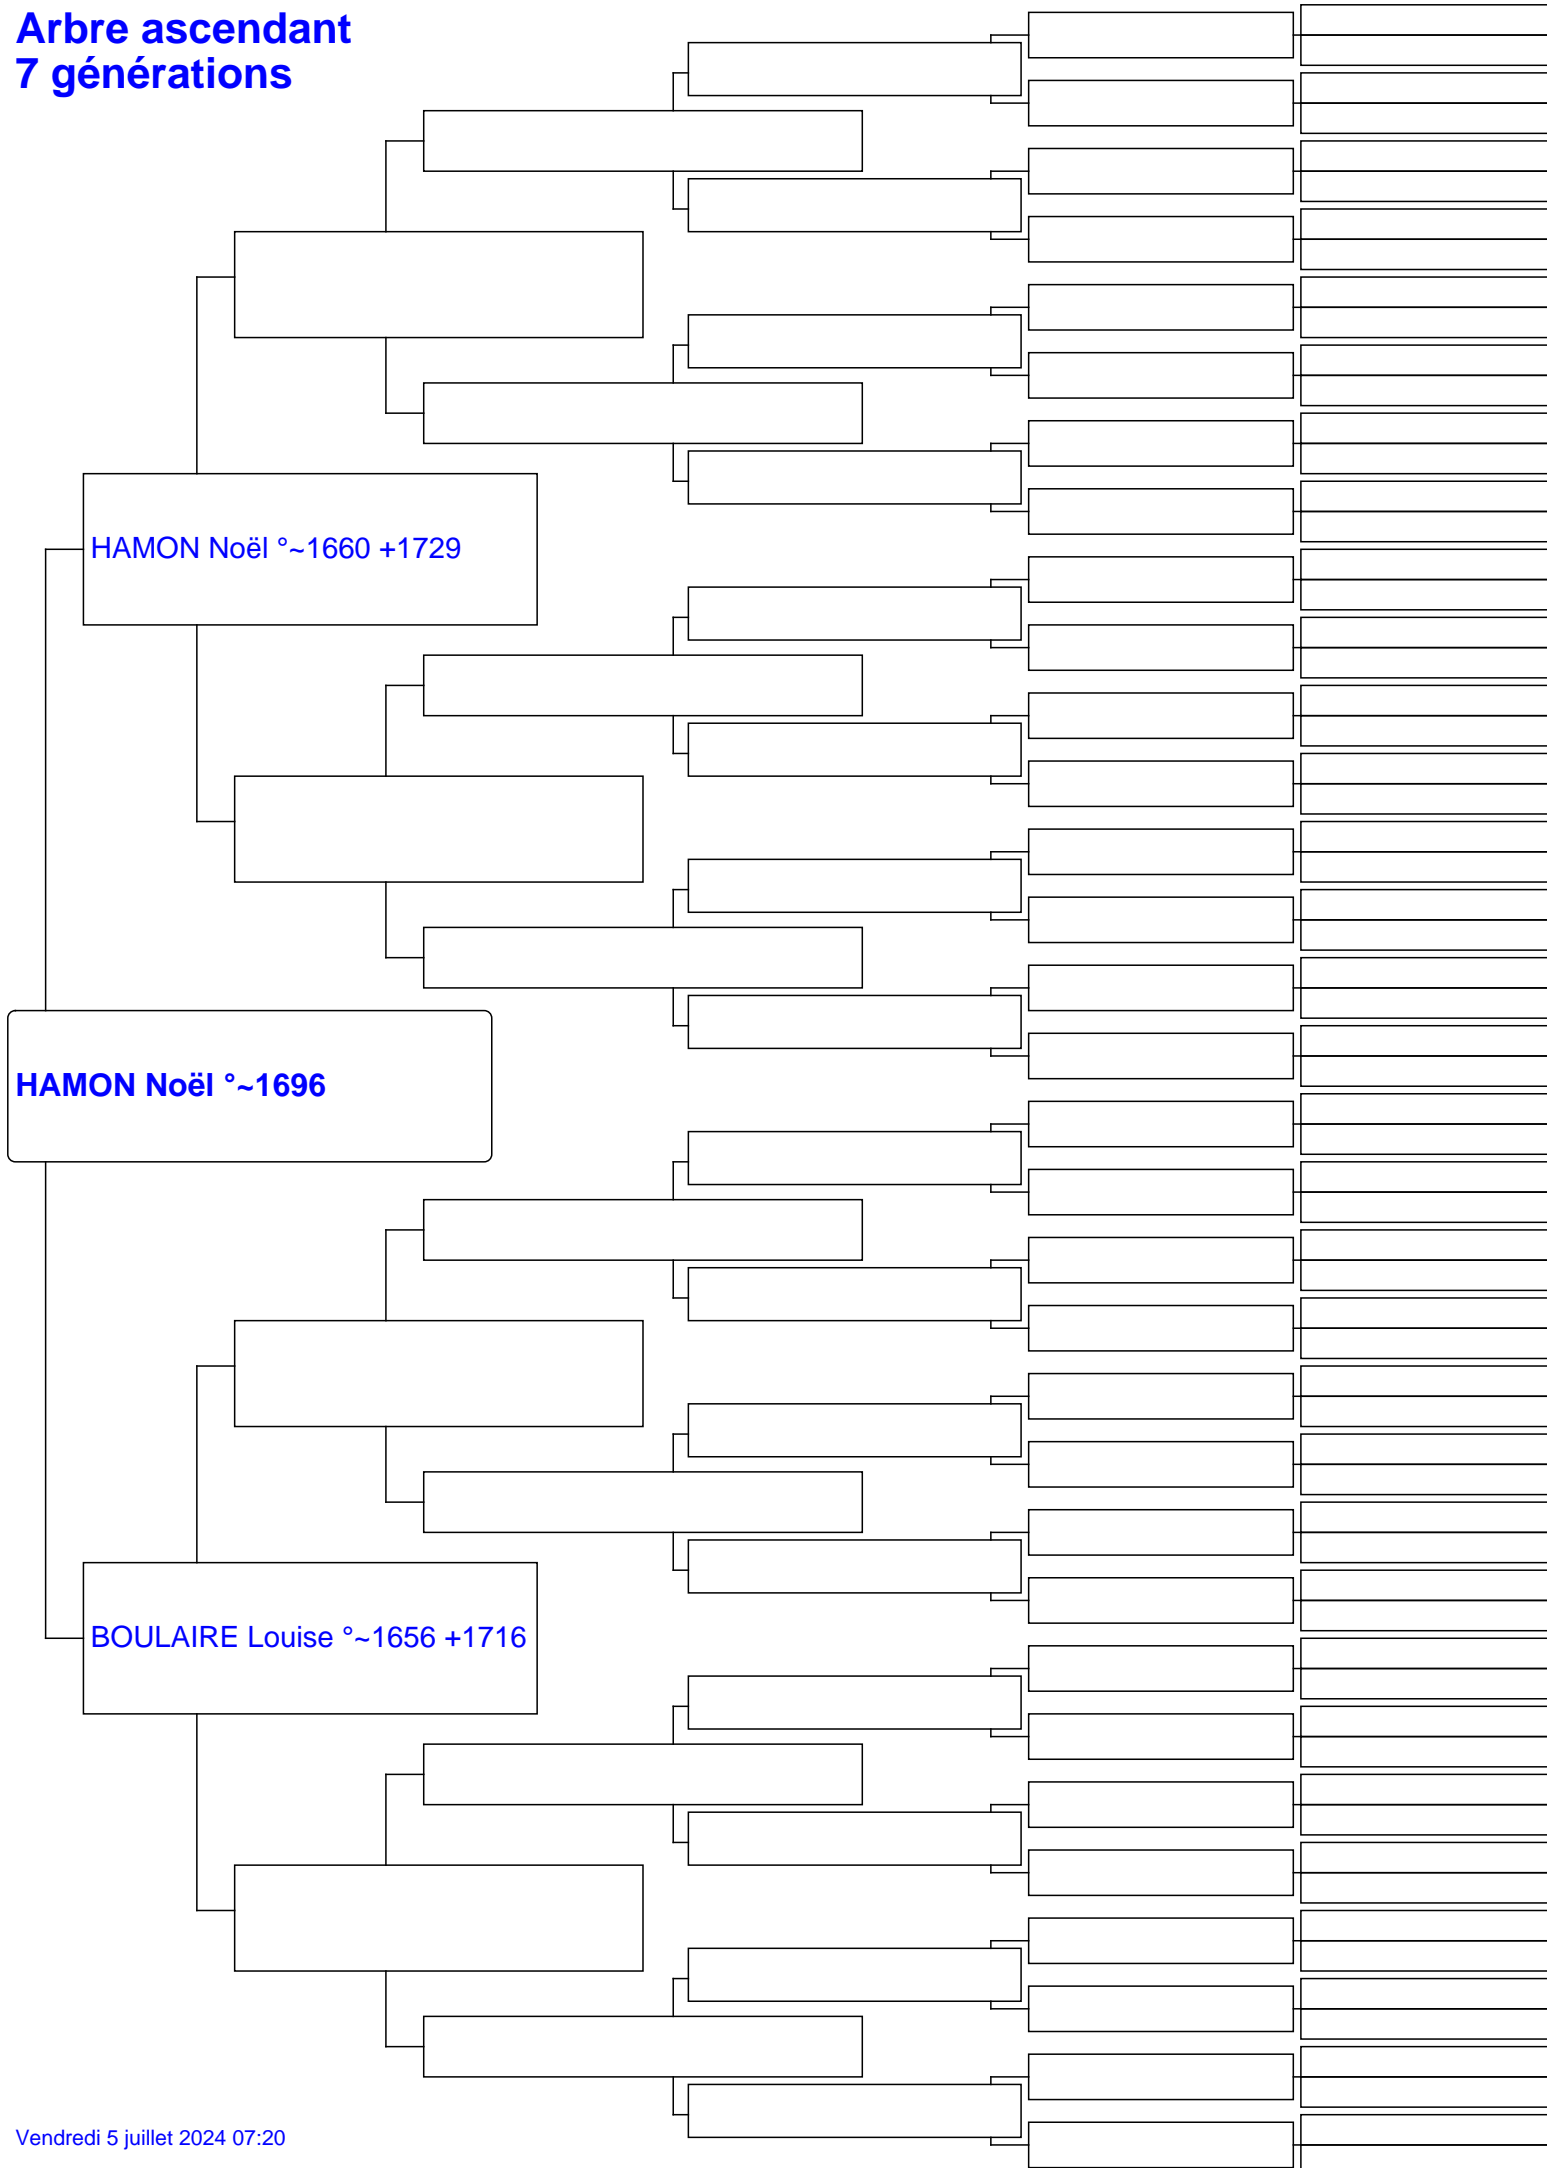 Arbre ascendant
7 générations
HAMON Noël °~1660 +1729
HAMON Noël °~1696
BOULAIRE Louise °~1656 +1716
Vendredi 5 juillet 2024 07:20